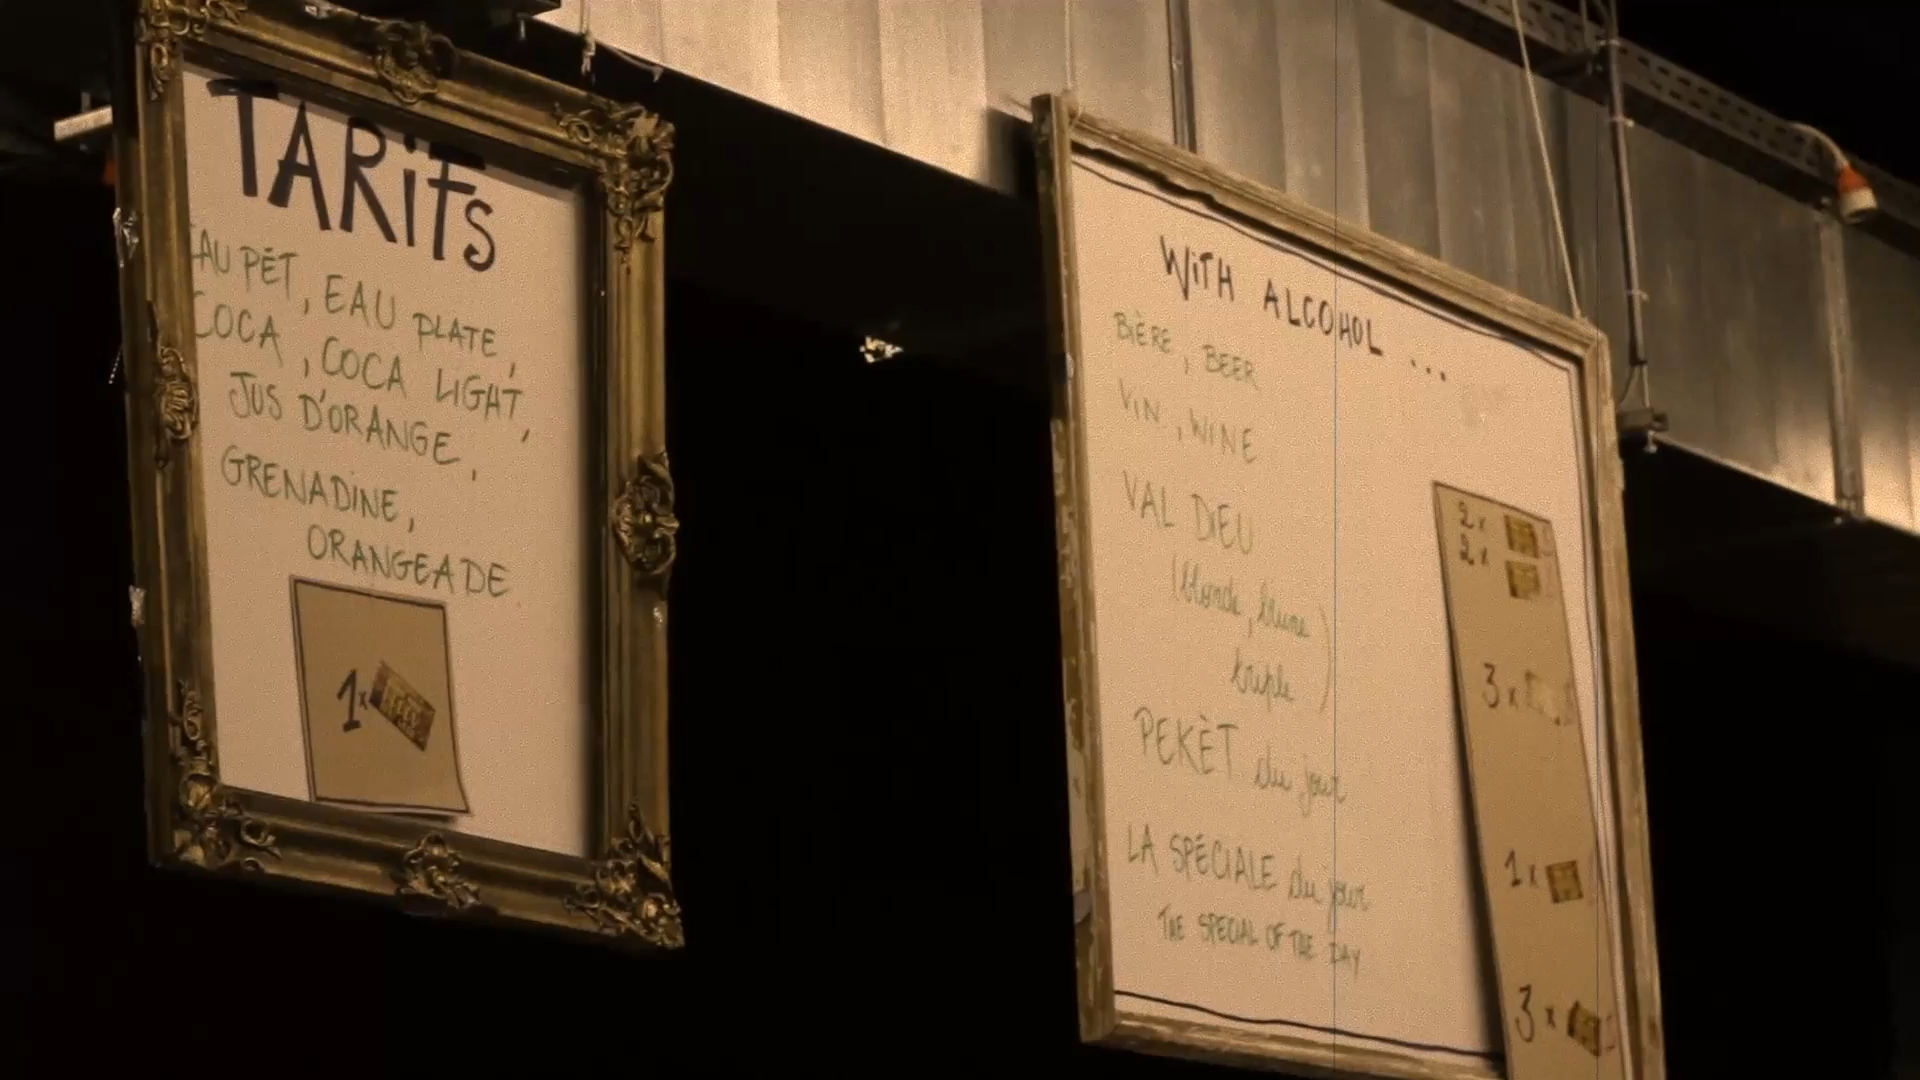 TARifs
EAU PÉT, EAU PLATE,
COCA, COCA LIGHT,
JUS D'ORANGE,
GRENADINE,
ORANGEADE.
1x
WiTH ALCOHOL ...
BIÈRE, BEER
ViN, WINE
VAL DIEU
(blonde, brune
triple)
PEKÈT du jour
LA SPÉCIALE du jour
THE SPECIAL OF THE DAY
2x
2x
3x
1x
3x